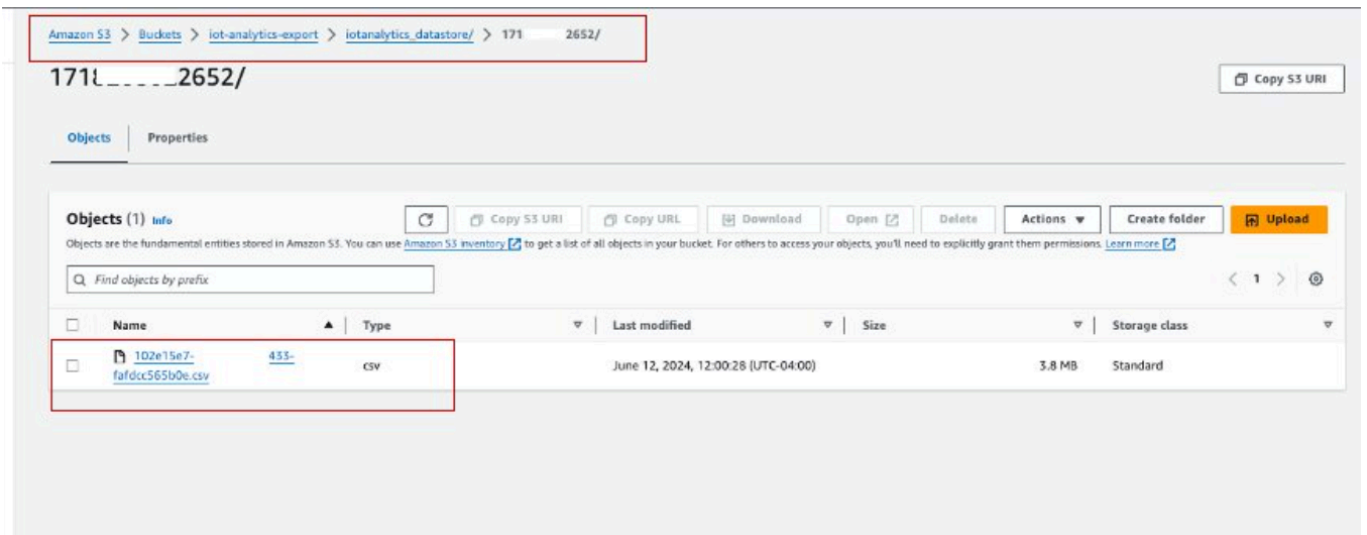 Amazon S3 > Buckets > iot-analytics-export > iotanalytics_datastore/ > 171 2652/
171 2652/
Copy S3 URI
Objects Properties
Objects (1) Info Copy S3 URI Copy URL Download Open Delete Actions Create folder Upload
Objects are the fundamental entities stored in Amazon S3. You can use Amazon S3 inventory to get a list of all objects in your bucket. For others to access your objects, you'll need to explicitly grant them permissions. Learn more
Find objects by prefix
< 1 >
Name Type Last modified Size Storage class
102e15e7- 433- csv June 12, 2024, 12:00:28 (UTC-04:00) 3.8 MB Standard
fafdcc565b0e.csv